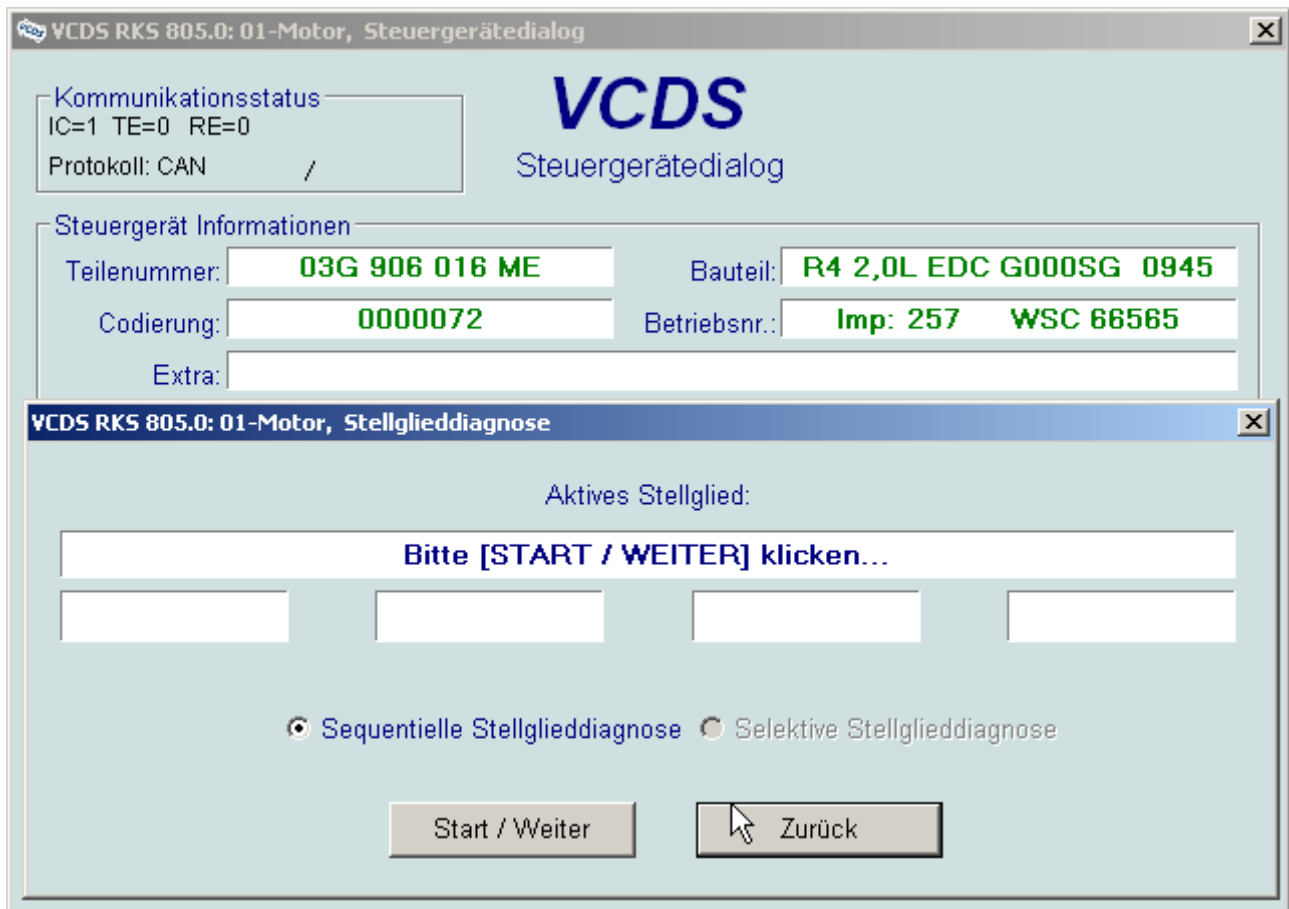 VCDS RKS 805.0: 01-Motor, Steuergerätedialog
Kommunikationsstatus
IC=1 TE=0 RE=0
Protokoll: CAN /
VCDS
Steuergerätedialog
Steuergerät Informationen
Teilenummer: 03G 906 016 ME Bauteil: R4 2,0L EDC G000SG 0945
Codierung: 0000072 Betriebsnr.: Imp: 257 WSC 66565
Extra:
VCDS RKS 805.0: 01-Motor, Stellglieddiagnose
Aktives Stellglied:
Bitte [START / WEITER] klicken...
Sequentielle Stellglieddiagnose Selektive Stellglieddiagnose
Start / Weiter Zurück